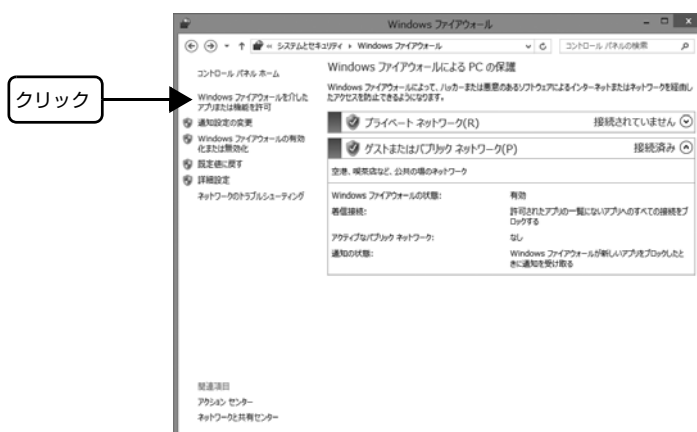 Windows ファイアウォール
システムとセキュリティ
Windows ファイアウォール
コントロール パネルの検索
コントロール パネル ホーム
クリック
Windows ファイアウォールを介した
アプリまたは機能を許可
通知設定の変更
Windows ファイアウォールの有効
化または無効化
既定値に戻す
詳細設定
ネットワークのトラブルシューティング
Windows ファイアウォールによる PC の保護
Windows ファイアウォールによって、ハッカーまたは悪意のあるソフトウェアによるインターネットまたはネットワークを経由し
たアクセスを防止できるようになります。
プライベート ネットワーク(R) 接続されていません
ゲストまたはパブリック ネットワーク(P) 接続済み
空港、喫茶店など、公共の場のネットワーク
Windows ファイアウォールの状態: 有効
着信接続: 許可されたアプリの一覧にないアプリへのすべての接続をブ
ロックする
アクティブなパブリック ネットワーク: なし
通知の状態: Windows ファイアウォールが新しいアプリをブロックしたと
きに通知を受け取る
関連項目
アクション センター
ネットワークと共有センター